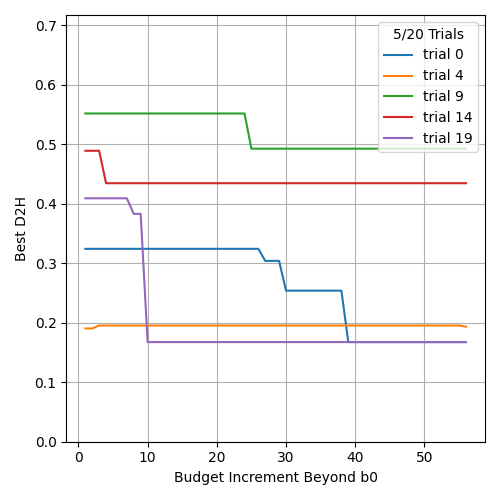 5/20 Trials
trial 0
trial 4
trial 9
trial 14
trial 19
Best D2H
0.7
0.6
0.5
0.4
0.3
0.2
0.1
0.0
0 10 20 30 40 50
Budget Increment Beyond b0